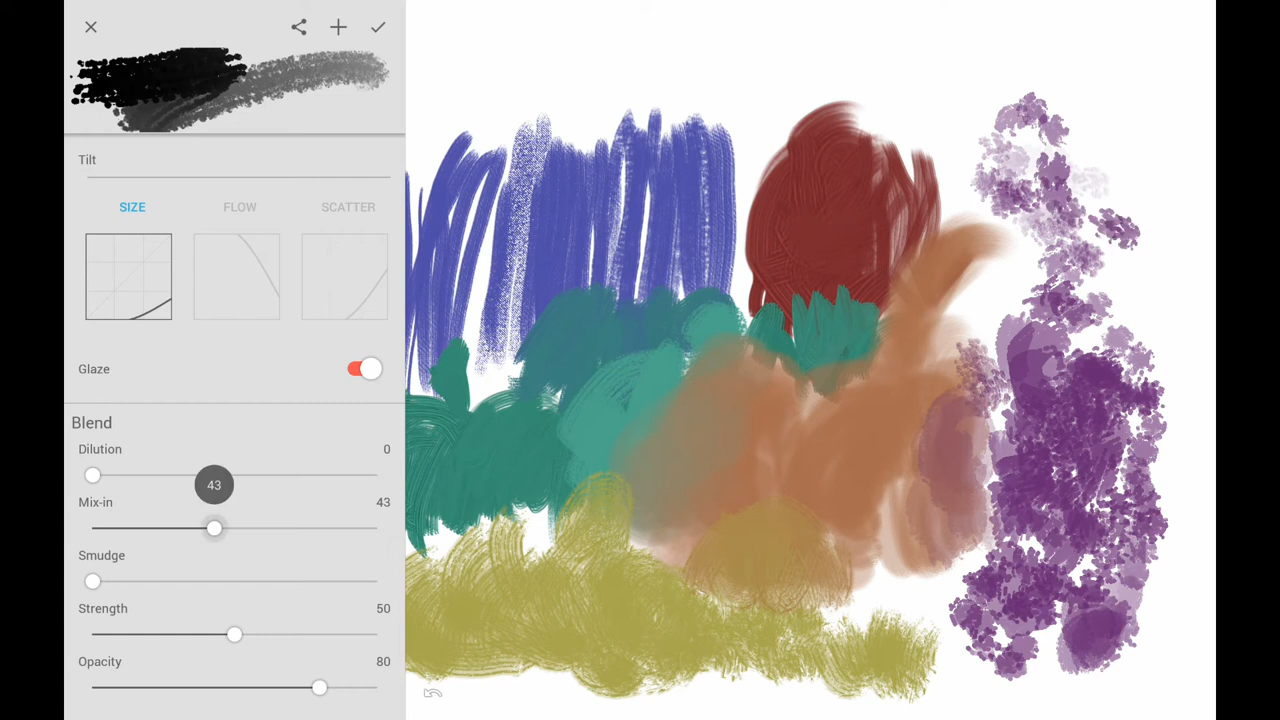 Tilt
SIZE FLOW SCATTER
Glaze
Blend
Dilution 0
43
Mix-in 43
Smudge
Strength 50
Opacity 80